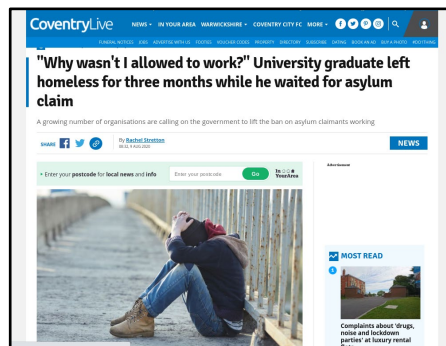 CoventryLive NEWS IN YOUR AREA WARWICKSHIRE COVENTRY CITY FC MORE
FUNERAL NOTICES JOBS ADVERTISE WITH US FOOTIES VOUCHER CODES PROPERTY DIRECTORY SUBSCRIBE DATING BOOK AN AD BUY A PHOTO
"Why wasn't I allowed to work?" University graduate left
homeless for three months while he waited for asylum
claim
A growing number of organisations are calling on the government to lift the ban on asylum claimants working
SHARE
By Rachel Stretton
NEWS
Advertisement
+ Enter your postcode for local news and info
Enter your postcode
Go
In
YourArea
MOST READ
1
Complaints about 'drugs,
noise and lockdown
parties' at luxury rental